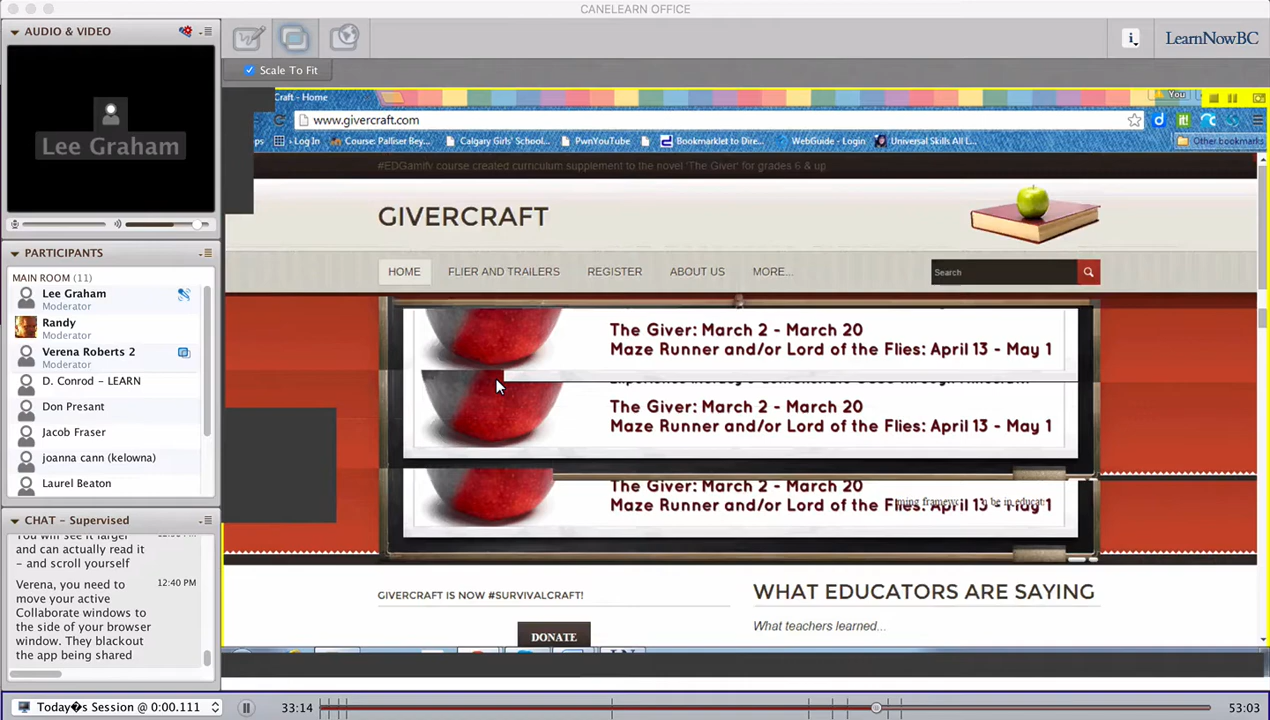 CANELEARN OFFICE
AUDIO & VIDEO
Lee Graham
PARTICIPANTS
MAIN ROOM (11)
Lee Graham
Moderator
Randy
Moderator
Verena Roberts 2
Moderator
D. Conrod - LEARN
Don Presant
Jacob Fraser
joanna cann (kelowna)
Laurel Beaton
CHAT - Supervised
You will see it larger
and can actually read it
- and scroll yourself
Verena, you need to 12:40 PM
move your active
Collaborate windows to
the side of your browser
window. They blackout
the app being shared
Today�s Session @ 0:00.111
33:14
53:03
Scale To Fit
LearnNowBC
Craft - Home
You
www.givercraft.com
Log In
Course: Palliser Bey...
Calgary Girls' School...
PwnYouTube
Bookmarklet to Dire...
WebGuide - Login
Universal Skills All L...
Other bookmarks
#EDGamify course created curriculum supplement to the novel 'The Giver' for grades 6 & up
GIVERCRAFT
HOME FLIER AND TRAILERS REGISTER ABOUT US MORE...
Search
The Giver: March 2 - March 20
Maze Runner and/or Lord of the Flies: April 13 - May 1
The Giver: March 2 - March 20
Maze Runner and/or Lord of the Flies: April 13 - May 1
The Giver: March 2 - March 20
Maze Runner and/or Lord of the Flies: April 13 - May 1
GIVERCRAFT IS NOW #SURVIVALCRAFT!
DONATE
WHAT EDUCATORS ARE SAYING
What teachers learned...